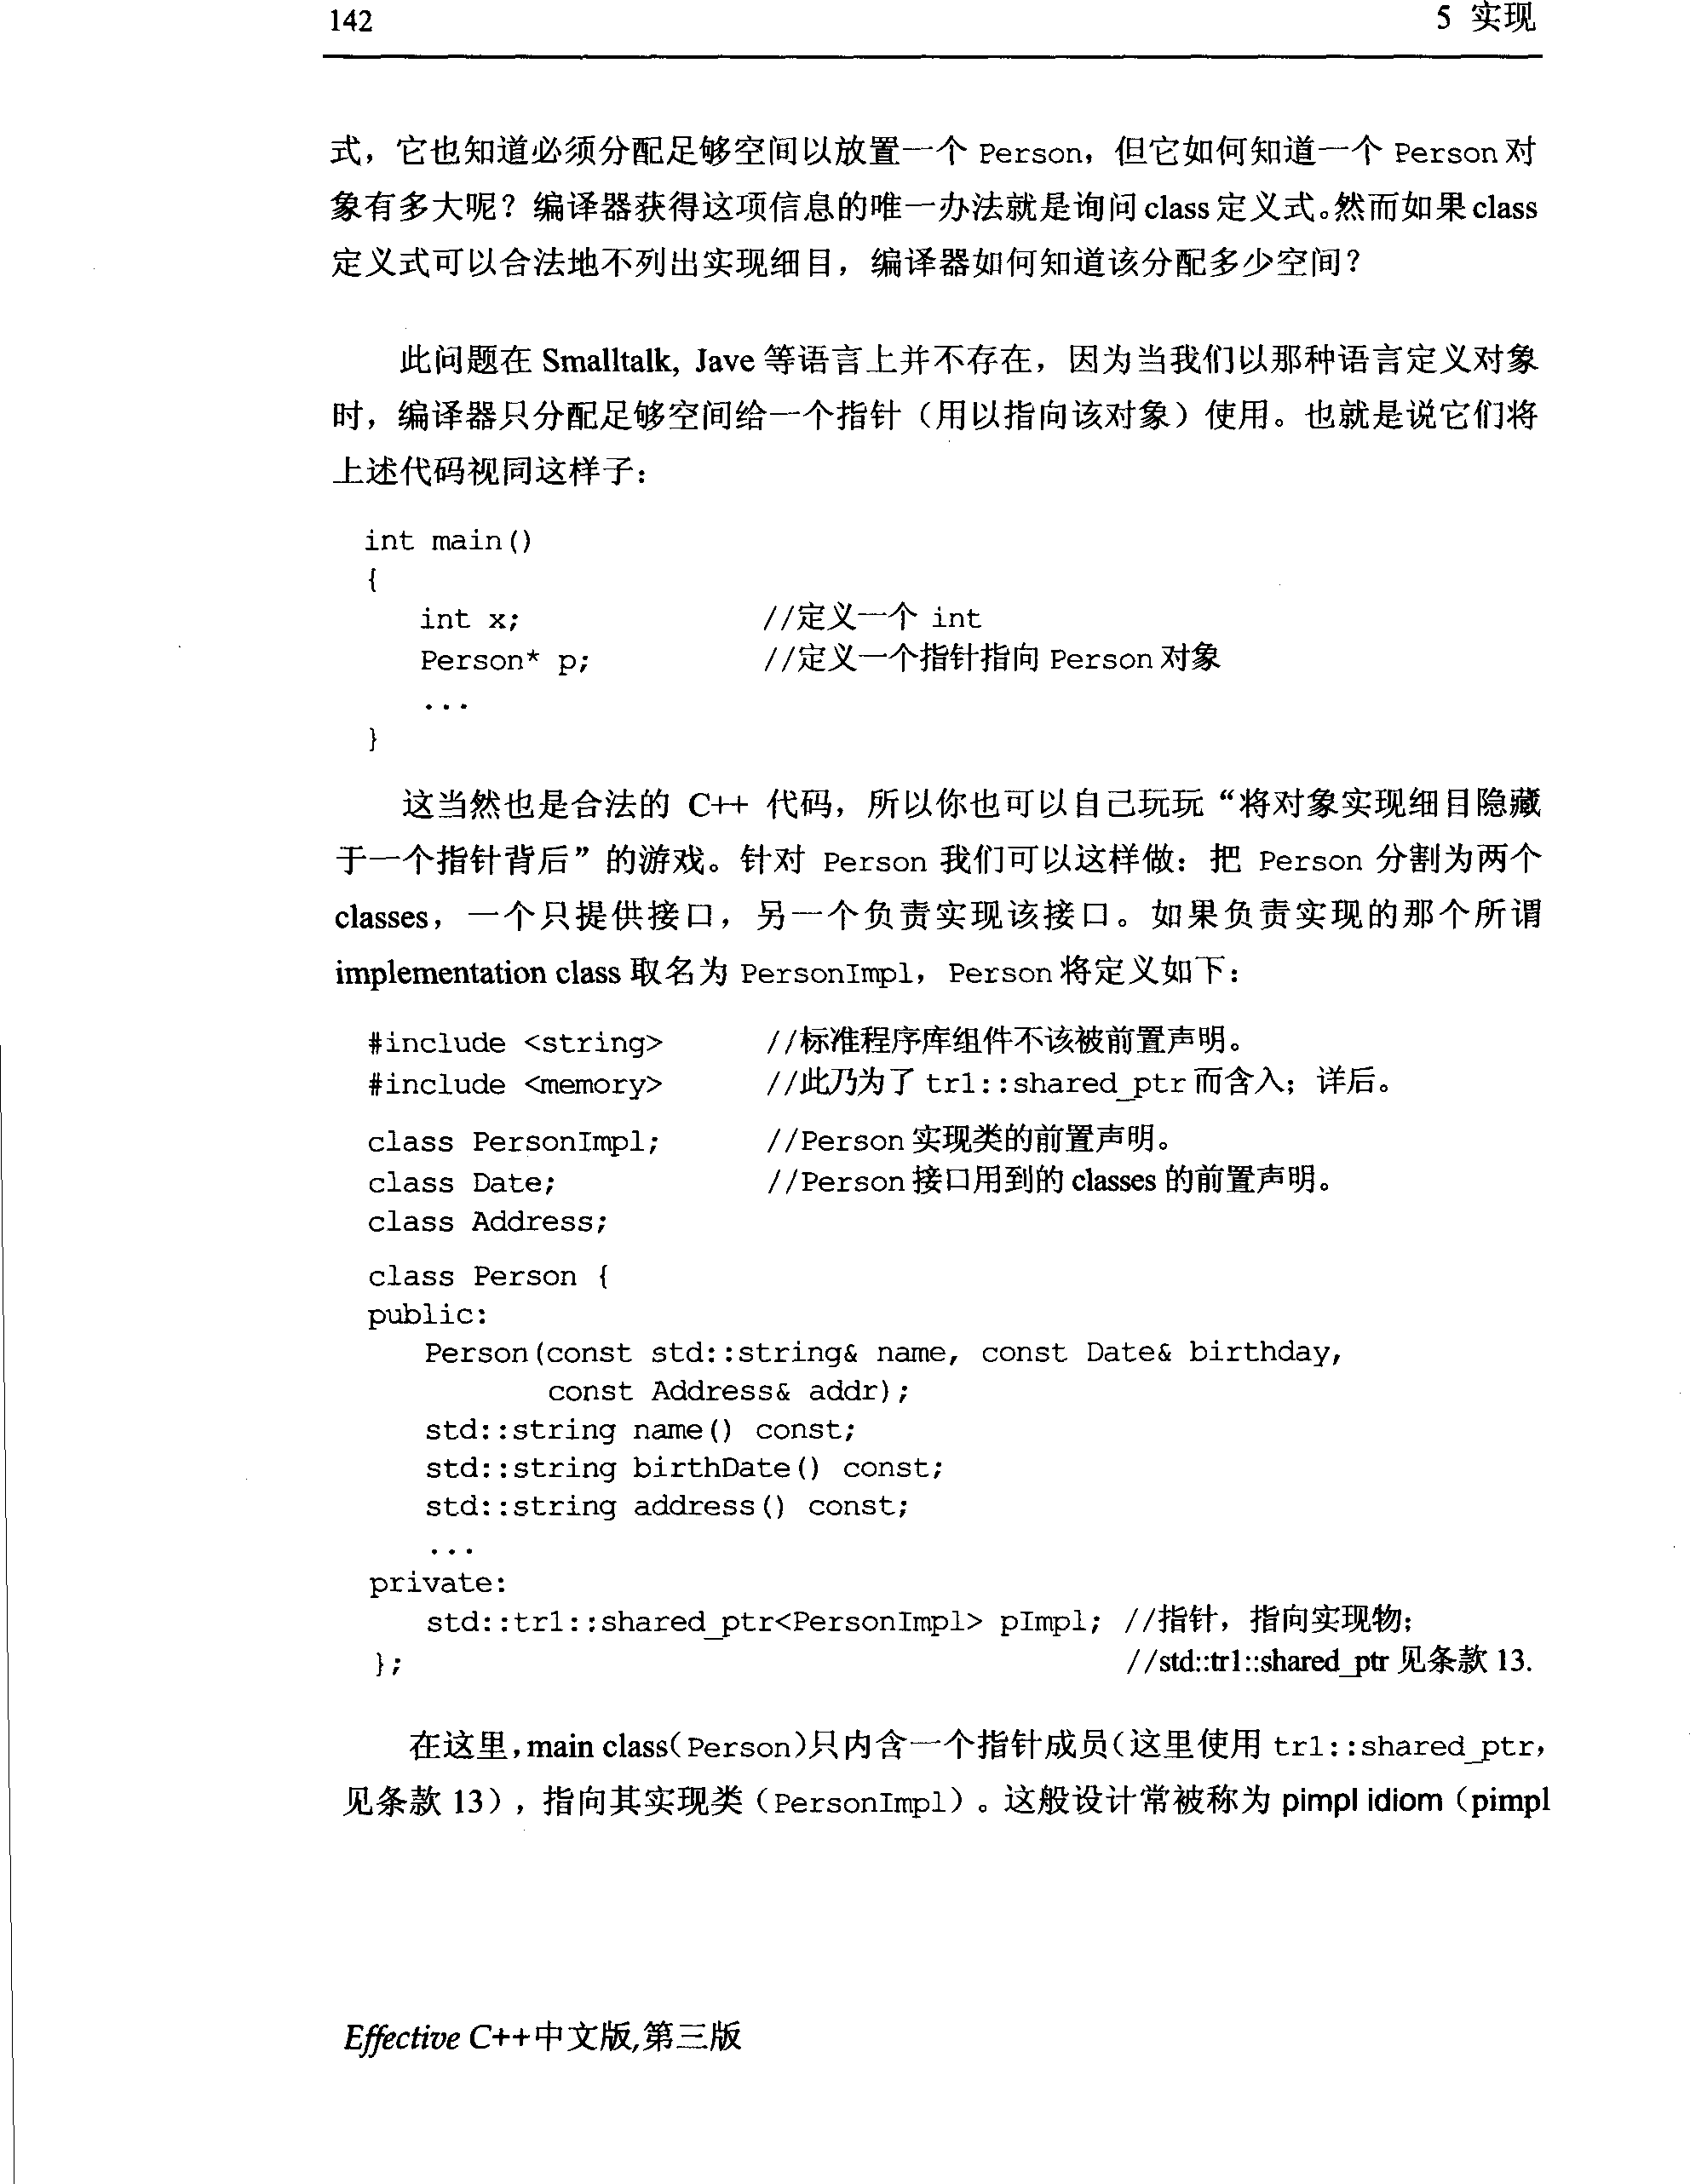 142
5 实现
式，它也知道必须分配足够空间以放置一个 Person，但它如何知道一个 Person 对
象有多大呢？编译器获得这项信息的唯一办法就是询问 class 定义式。然而如果 class
定义式可以合法地不列出实现细目，编译器如何知道该分配多少空间？
此问题在 Smalltalk, Jave 等语言上并不存在，因为当我们以那种语言定义对象
时，编译器只分配足够空间给一个指针（用以指向该对象）使用。也就是说它们将
上述代码视同这样子：
int main()
{
int x; //定义一个 int
Person* p; //定义一个指针指向 Person 对象
...
}
这当然也是合法的 C++ 代码，所以你也可以自己玩玩“将对象实现细目隐藏
于一个指针背后”的游戏。针对 Person 我们可以这样做：把 Person 分割为两个
classes，一个只提供接口，另一个负责实现该接口。如果负责实现的那个所谓
implementation class 取名为 PersonImpl，Person 将定义如下：
#include <string> //标准程序库组件不该被前置声明。
#include <memory> //此乃为了 tr1::shared_ptr 而含入；详后。
class PersonImpl; //Person 实现类的前置声明。
class Date; //Person 接口用到的 classes 的前置声明。
class Address;
class Person {
public:
Person(const std::string& name, const Date& birthday,
const Address& addr);
std::string name() const;
std::string birthDate() const;
std::string address() const;
...
private:
std::tr1::shared_ptr<PersonImpl> pImpl; //指针，指向实现物；
}; //std::tr1::shared_ptr 见条款 13.
在这里，main class(Person)只内含一个指针成员(这里使用 tr1::shared_ptr，
见条款 13），指向其实现类（PersonImpl）。这般设计常被称为 pimpl idiom（pimpl
Effective C++中文版,第三版